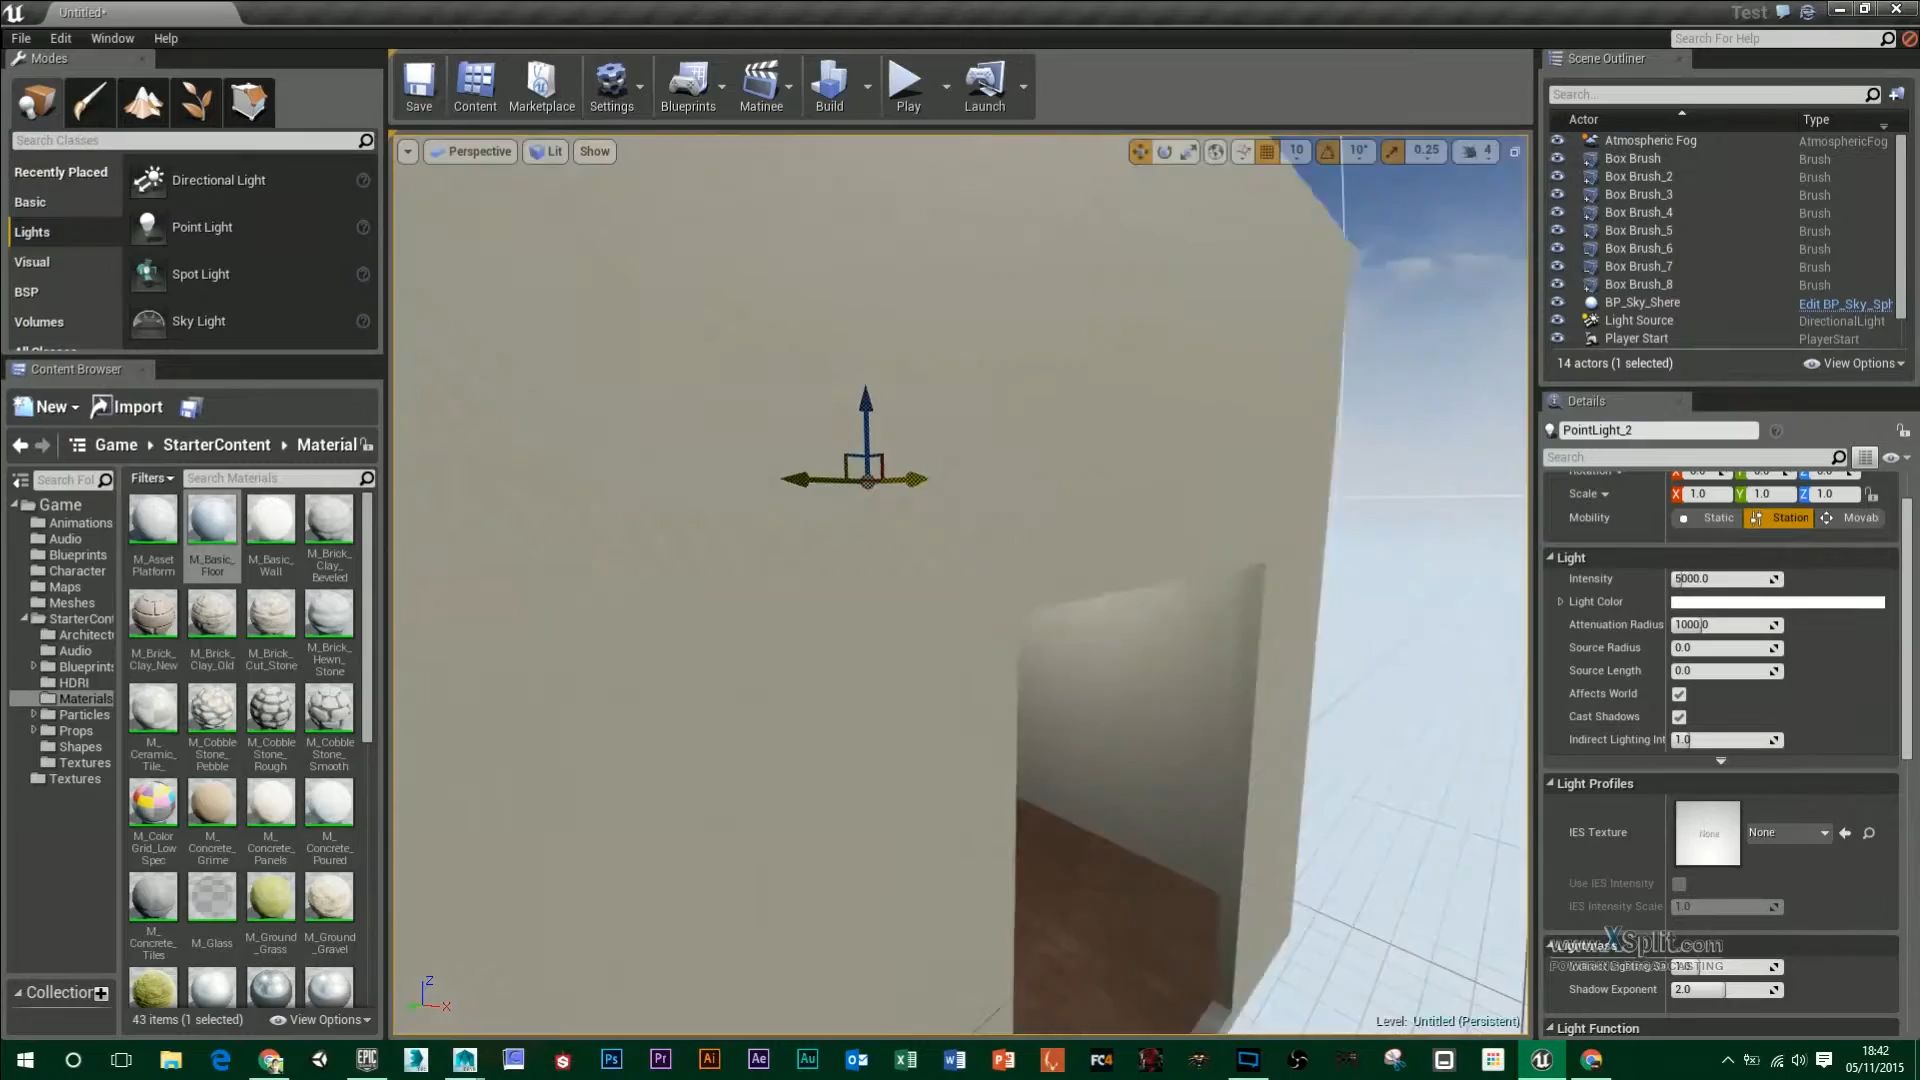 Untitled*
Test
File Edit Window Help
Search For Help
Modes
Search Classes
Recently Placed
Basic
Lights
Visual
BSP
Volumes
Directional Light
Point Light
Spot Light
Sky Light
Save Content Marketplace Settings Blueprints Matinee Build Play Launch
Perspective Lit Show
10 10° 0.25 4
Scene Outliner
Search...
Actor Type
Atmospheric Fog AtmosphericFog
Box Brush Brush
Box Brush_2 Brush
Box Brush_3 Brush
Box Brush_4 Brush
Box Brush_5 Brush
Box Brush_6 Brush
Box Brush_7 Brush
Box Brush_8 Brush
BP_Sky_Shere Edit BP_Sky_Sph
Light Source DirectionalLight
Player Start PlayerStart
14 actors (1 selected) View Options
Content Browser
New Import
Game StarterContent Material
Search Fol
Filters Search Materials
Game
Animations
Audio
Blueprints
Character
Maps
Meshes
StarterCont
Architect
Audio
Blueprints
HDRI
Materials
Particles
Props
Shapes
Textures
Textures
Collection
M_Asset Platform
M_Basic_ Floor
M_Basic_ Wall
M_Brick_ Clay_ Beveled
M_Brick_ Clay_New
M_Brick_ Clay_Old
M_Brick_ Cut_Stone
M_Brick_ Hewn_ Stone
M_ Ceramic_ Tile_
M_Cobble Stone_ Pebble
M_Cobble Stone_ Rough
M_Cobble Stone_ Smooth
M_Color Grid_Low Spec
M_ Concrete_ Grime
M_ Concrete_ Panels
M_ Concrete_ Poured
M_ Concrete_ Tiles
M_Glass
M_Ground _Grass
M_Ground _Gravel
43 items (1 selected) View Options
Z
X
Level: Untitled (Persistent)
Details
PointLight_2
Search
Scale X 1.0 Y 1.0 Z 1.0
Mobility Static Station Movab
Light
Intensity 5000.0
Light Color
Attenuation Radius 1000.0
Source Radius 0.0
Source Length 0.0
Affects World
Cast Shadows
Indirect Lighting Int 1.0
Light Profiles
IES Texture None None
Use IES Intensity
IES Intensity Scale 1.0
www.XSplit.com
Shadow Exponent 2.0
Light Function
EPIC Ps Pr Ai Ae Au FC4
18:42
05/11/2015